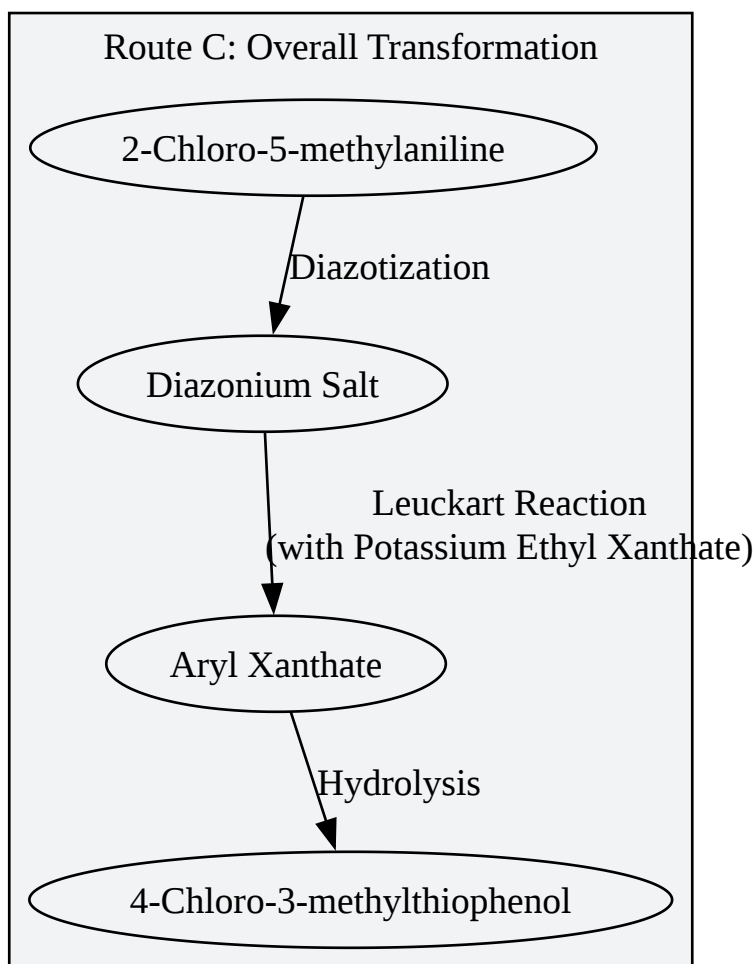 Route C: Overall Transformation
2-Chloro-5-methylaniline
Diazotization
Diazonium Salt
Leuckart Reaction
(with Potassium Ethyl Xanthate)
Aryl Xanthate
Hydrolysis
4-Chloro-3-methylthiophenol